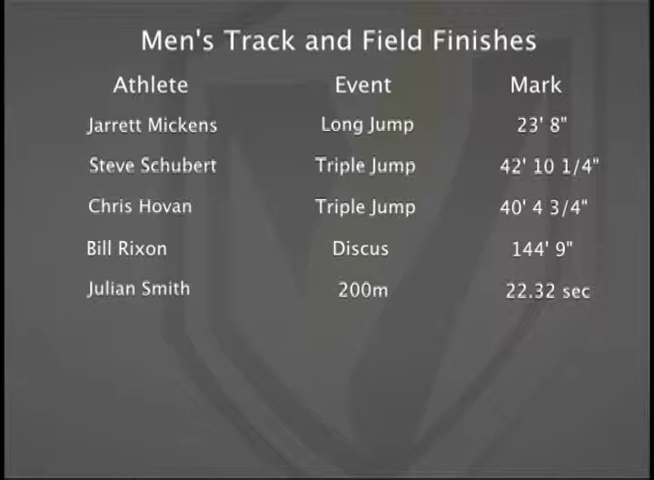 Men's Track and Field Finishes
Athlete Event Mark
Jarrett Mickens Long Jump 23' 8"
Steve Schubert Triple Jump 42' 10 1/4"
Chris Hovan Triple Jump 40' 4 3/4"
Bill Rixon Discus 144' 9"
Julian Smith 200m 22.32 sec